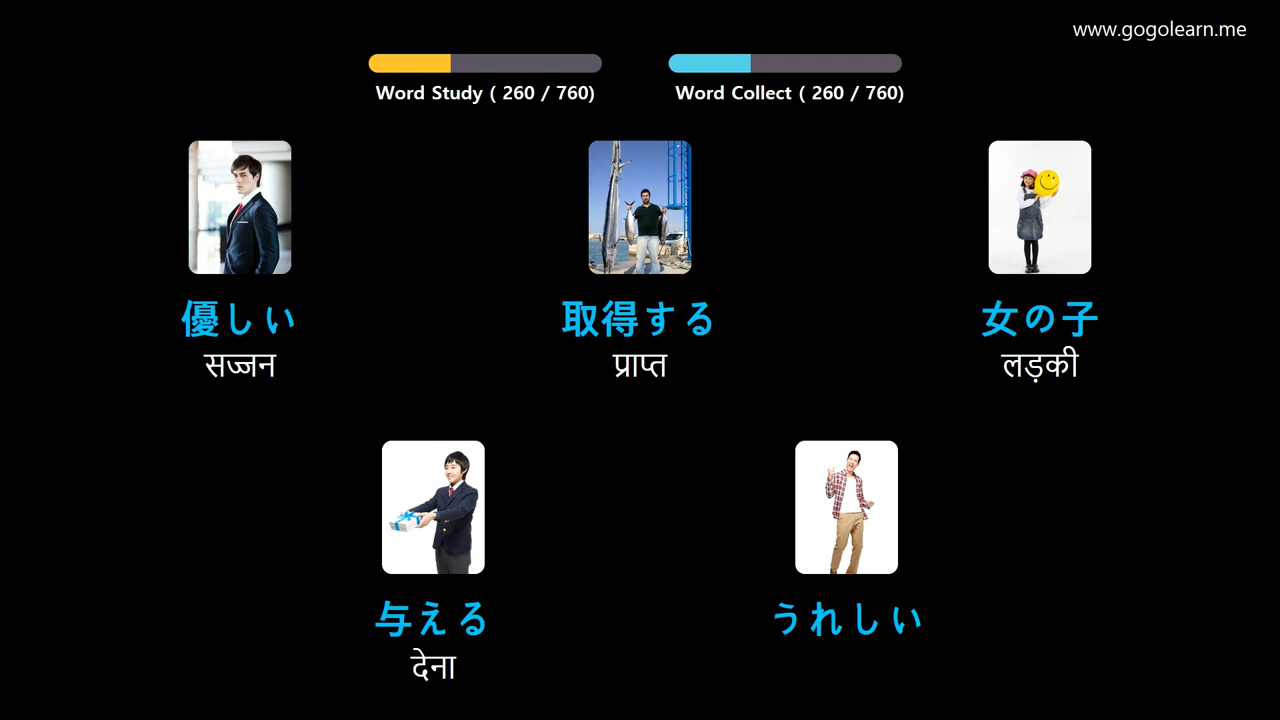 www.gogolearn.me
Word Study ( 260 / 760)
Word Collect ( 260 / 760)
優しい
सज्जन
取得する
प्राप्त
女の子
लड़की
与える
देना
うれしい